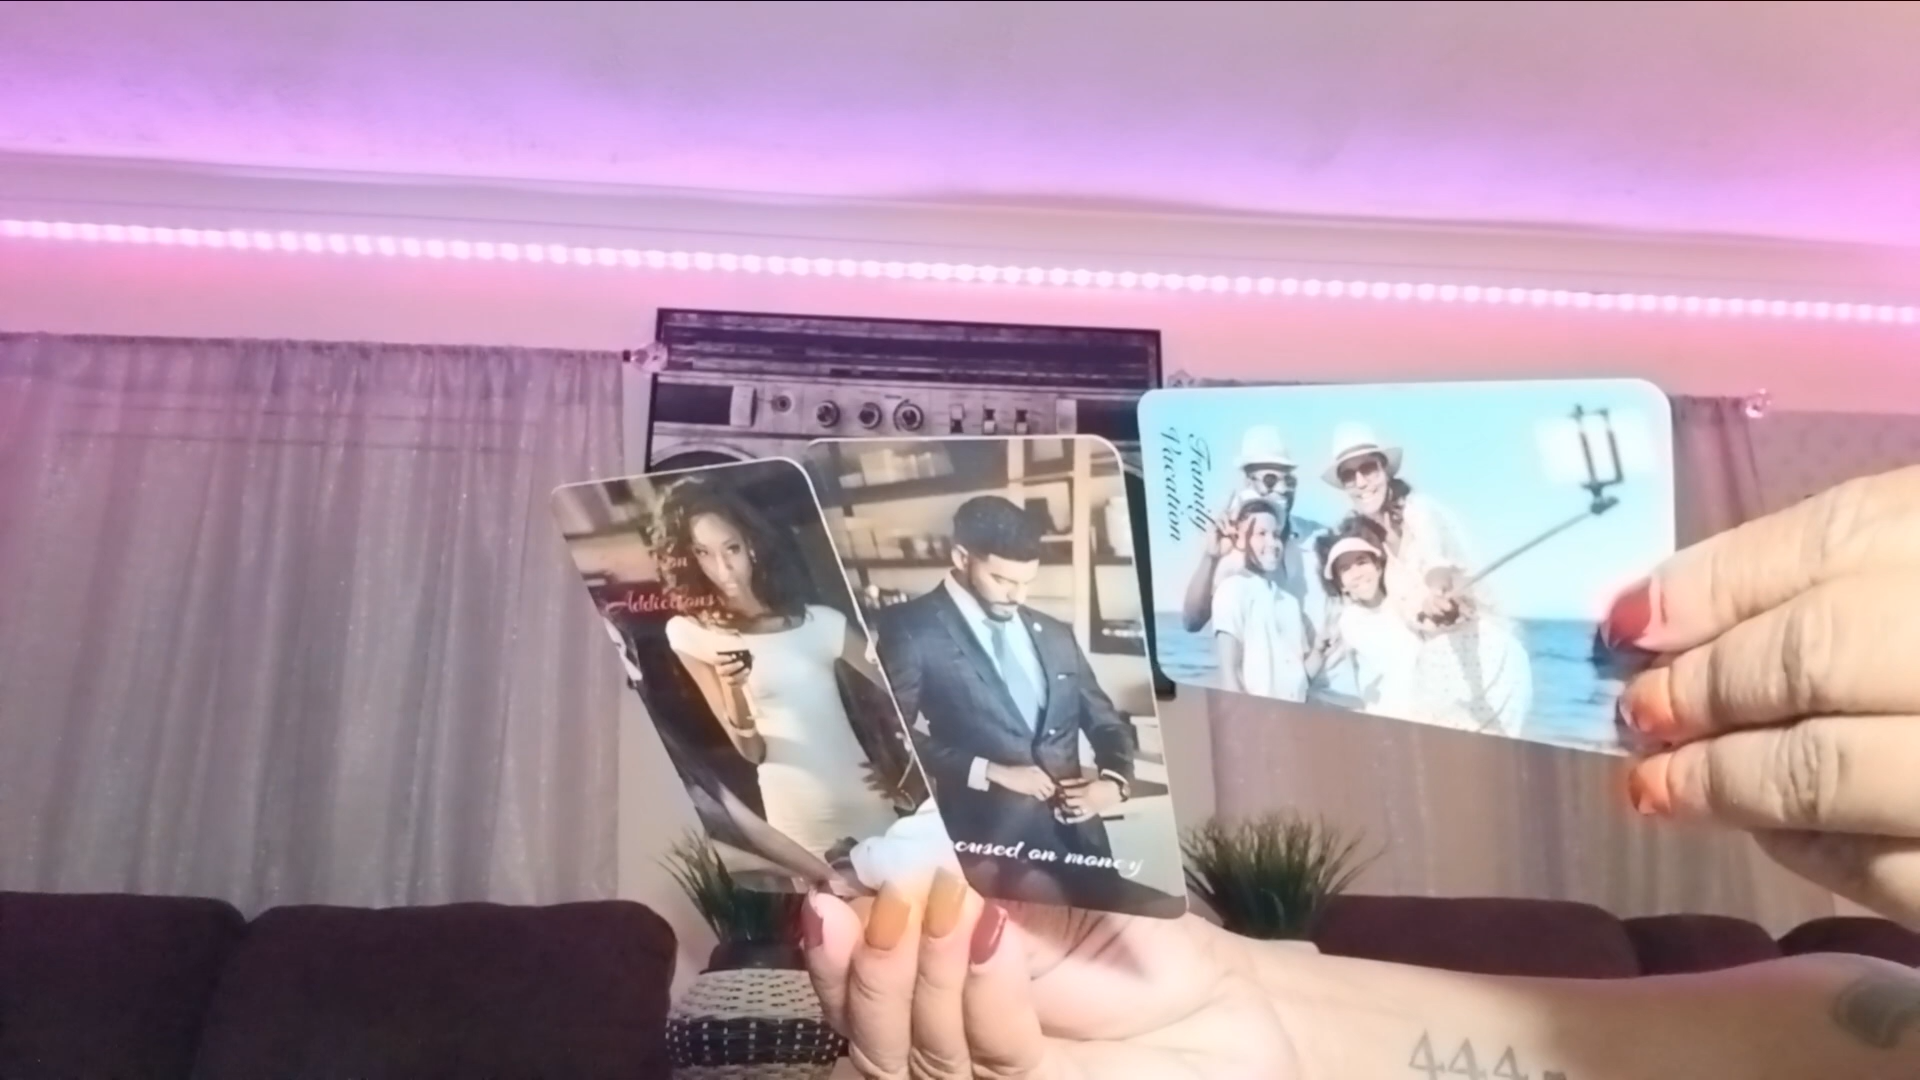 Addictions
ocused on money
Family
Vacation
444